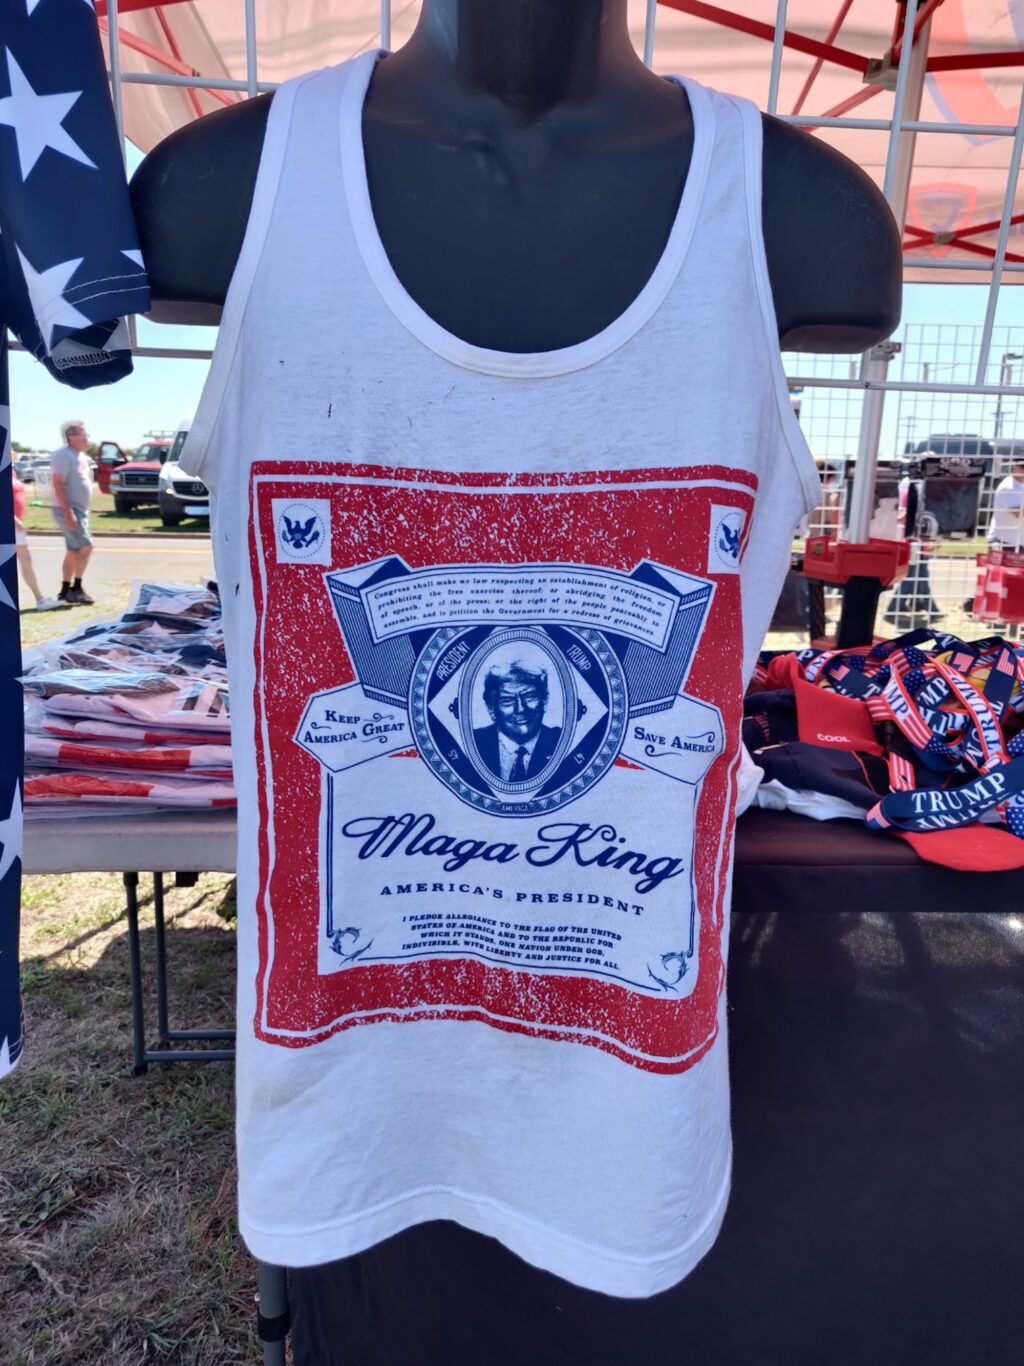 Congress shall make no law respecting an establishment of religion, or
prohibiting the free exercise thereof; or abridging the freedom
of speech, or of the press; or the right of the people peaceably to
assemble, and to petition the Government for a redress of grievances.
PRESIDENT TRUMP
KEEP
AMERICA GREAT
SAVE AMERICA
45 47
AMERICA
Maga King
AMERICA'S PRESIDENT
I PLEDGE ALLEGIANCE TO THE FLAG OF THE UNITED
STATES OF AMERICA AND TO THE REPUBLIC FOR
WHICH IT STANDS, ONE NATION UNDER GOD,
INDIVISIBLE, WITH LIBERTY AND JUSTICE FOR ALL.
COOL
TRUMP
TRUMP